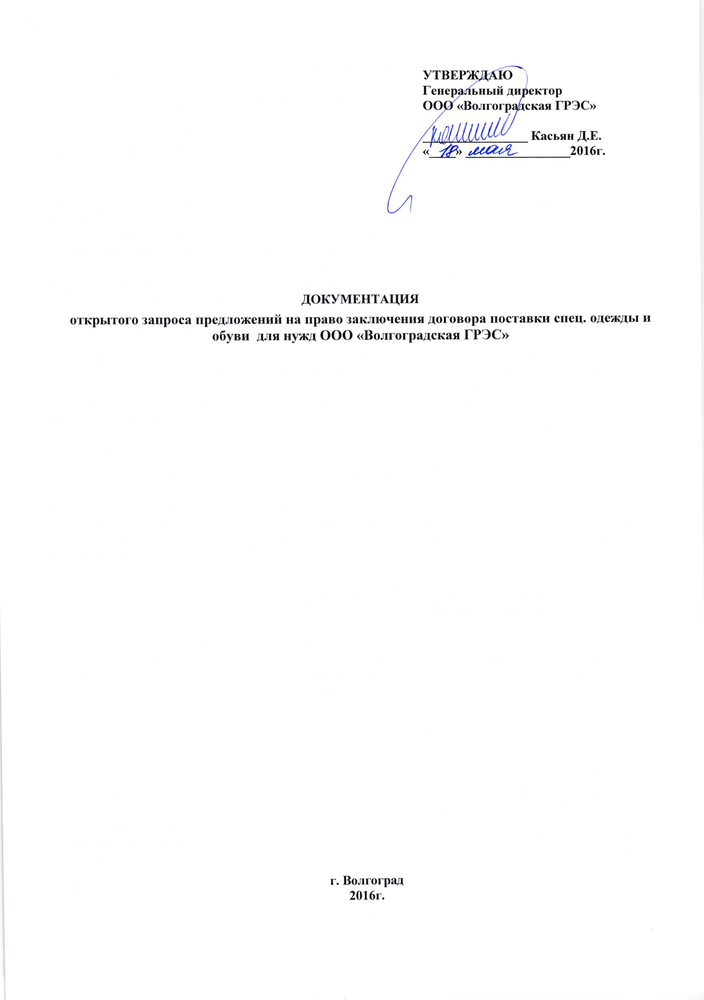 УТВЕРЖДАЮ
Генеральный директор
ООО «Волгоградская ГРЭС»
________________ Касьян Д.Е.
«18» мая 2016г.
ДОКУМЕНТАЦИЯ
открытого запроса предложений на право заключения договора поставки спец. одежды и
обуви для нужд ООО «Волгоградская ГРЭС»
г. Волгоград
2016г.